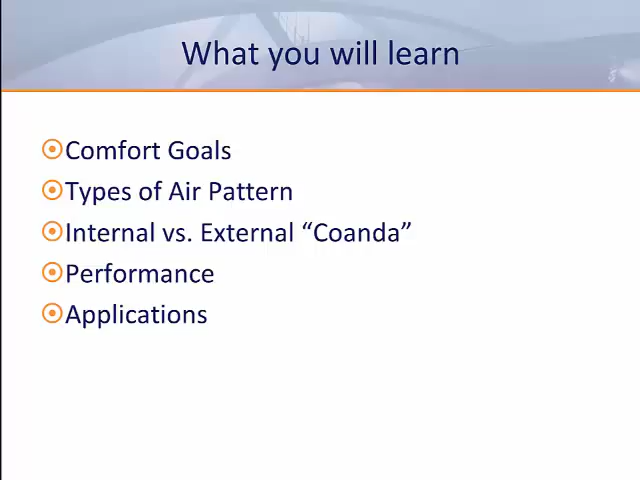 What you will learn
Comfort Goals
Types of Air Pattern
Internal vs. External “Coanda”
Performance
Applications